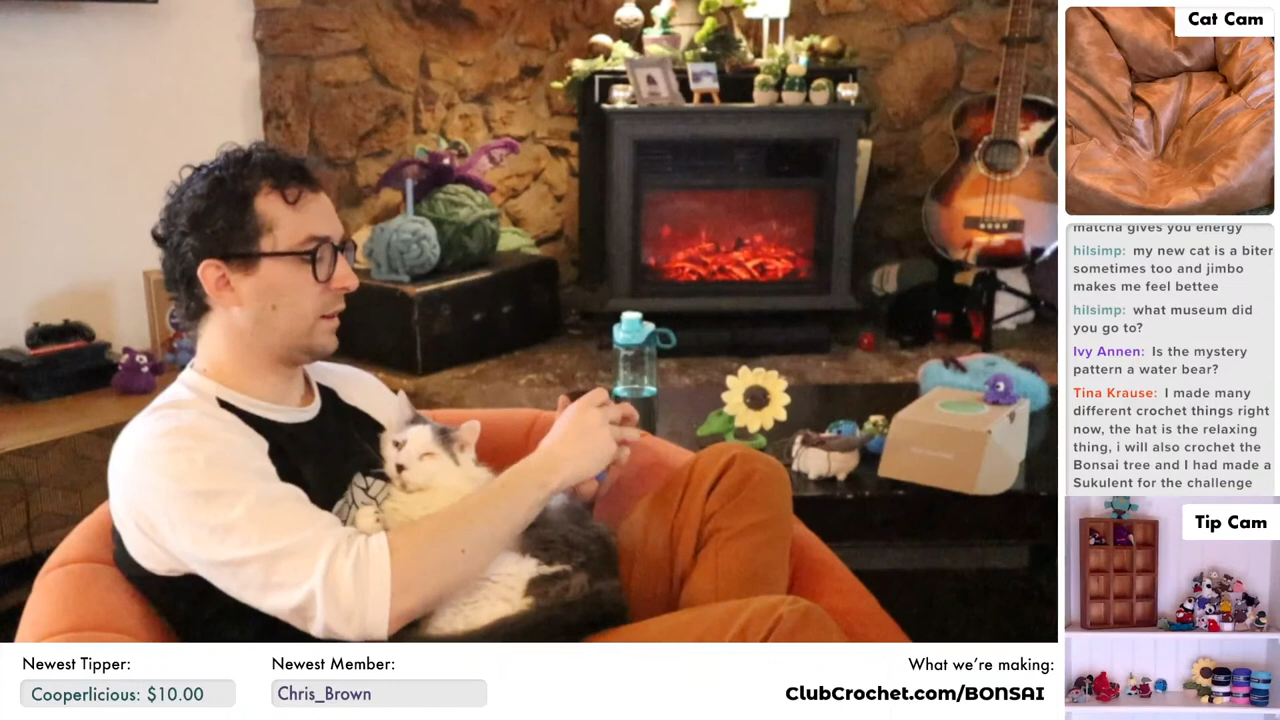 Cat Cam
matcha gives you energy
hilsimp: my new cat is a biter
sometimes too and jimbo
makes me feel bettee
hilsimp: what museum did
you go to?
Ivy Annen: Is the mystery
pattern a water bear?
Tina Krause: I made many
different crochet things right
now, the hat is the relaxing
thing, i will also crochet the
Bonsai tree and I had made a
Sukulent for the challenge
Tip Cam
Newest Tipper:
Cooperlicious: $10.00
Newest Member:
Chris_Brown
What we’re making:
ClubCrochet.com/BONSAI